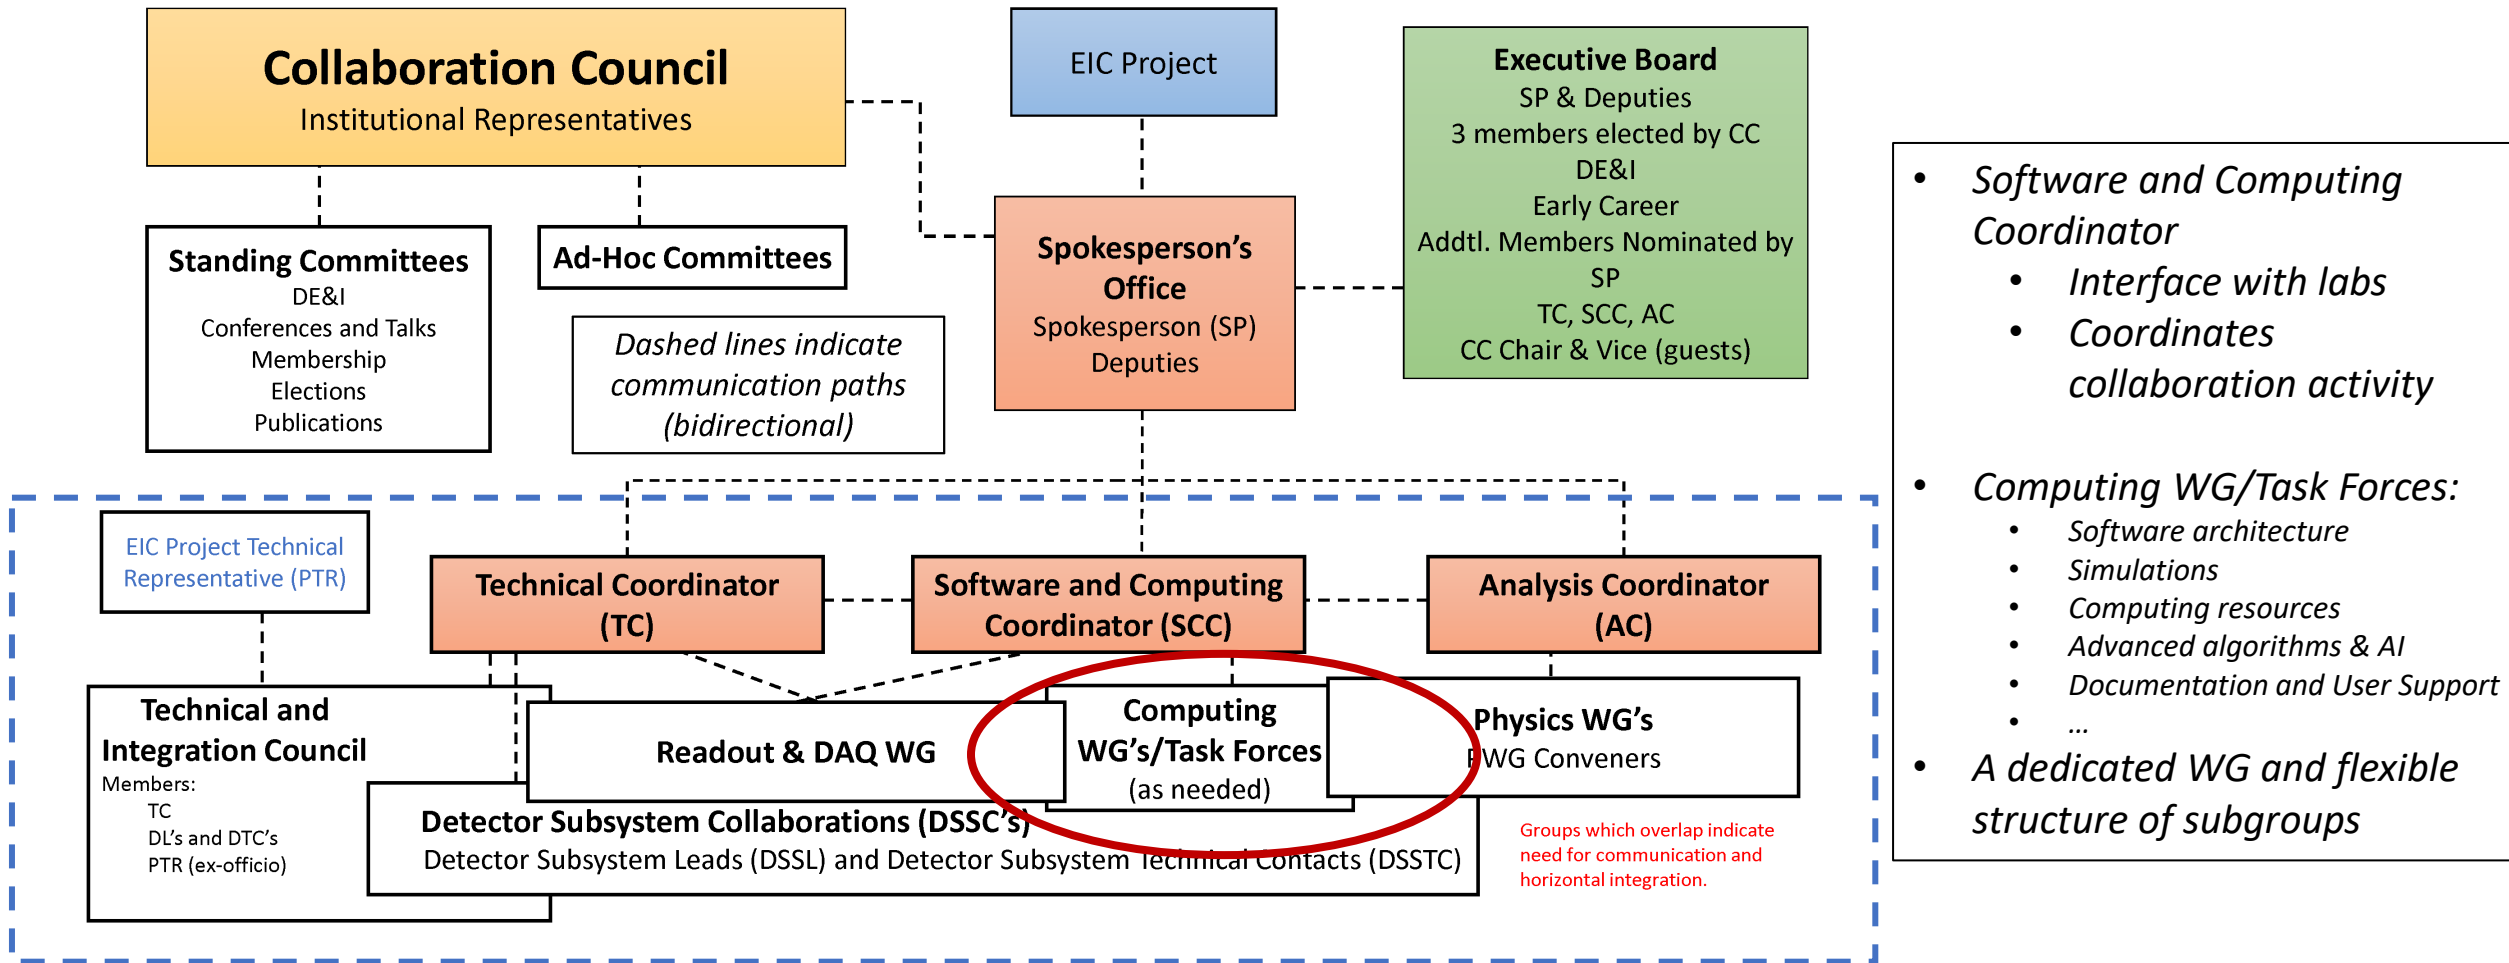 Collaboration Council
Institutional Representatives
EIC Project
Executive Board
SP & Deputies
3 members elected by CC
DE&I
Early Career
Addtl. Members Nominated by
SP
TC, SCC, AC
CC Chair & Vice (guests)
Standing Committees
DE&I
Conferences and Talks
Membership
Elections
Publications
Ad-Hoc Committees
Dashed lines indicate
communication paths
(bidirectional)
Spokesperson’s
Office
Spokesperson (SP)
Deputies
EIC Project Technical
Representative (PTR)
Technical Coordinator
(TC)
Software and Computing
Coordinator (SCC)
Analysis Coordinator
(AC)
Technical and
Integration Council
Members:
TC
DL’s and DTC’s
PTR (ex-officio)
Readout & DAQ WG
Computing
WG’s/Task Forces
(as needed)
Physics WG’s
PWG Conveners
Detector Subsystem Collaborations (DSSC’s)
Detector Subsystem Leads (DSSL) and Detector Subsystem Technical Contacts (DSSTC)
Groups which overlap indicate
need for communication and
horizontal integration.
• Software and Computing
Coordinator
• Interface with labs
• Coordinates
collaboration activity
• Computing WG/Task Forces:
• Software architecture
• Simulations
• Computing resources
• Advanced algorithms & AI
• Documentation and User Support
• …
• A dedicated WG and flexible
structure of subgroups